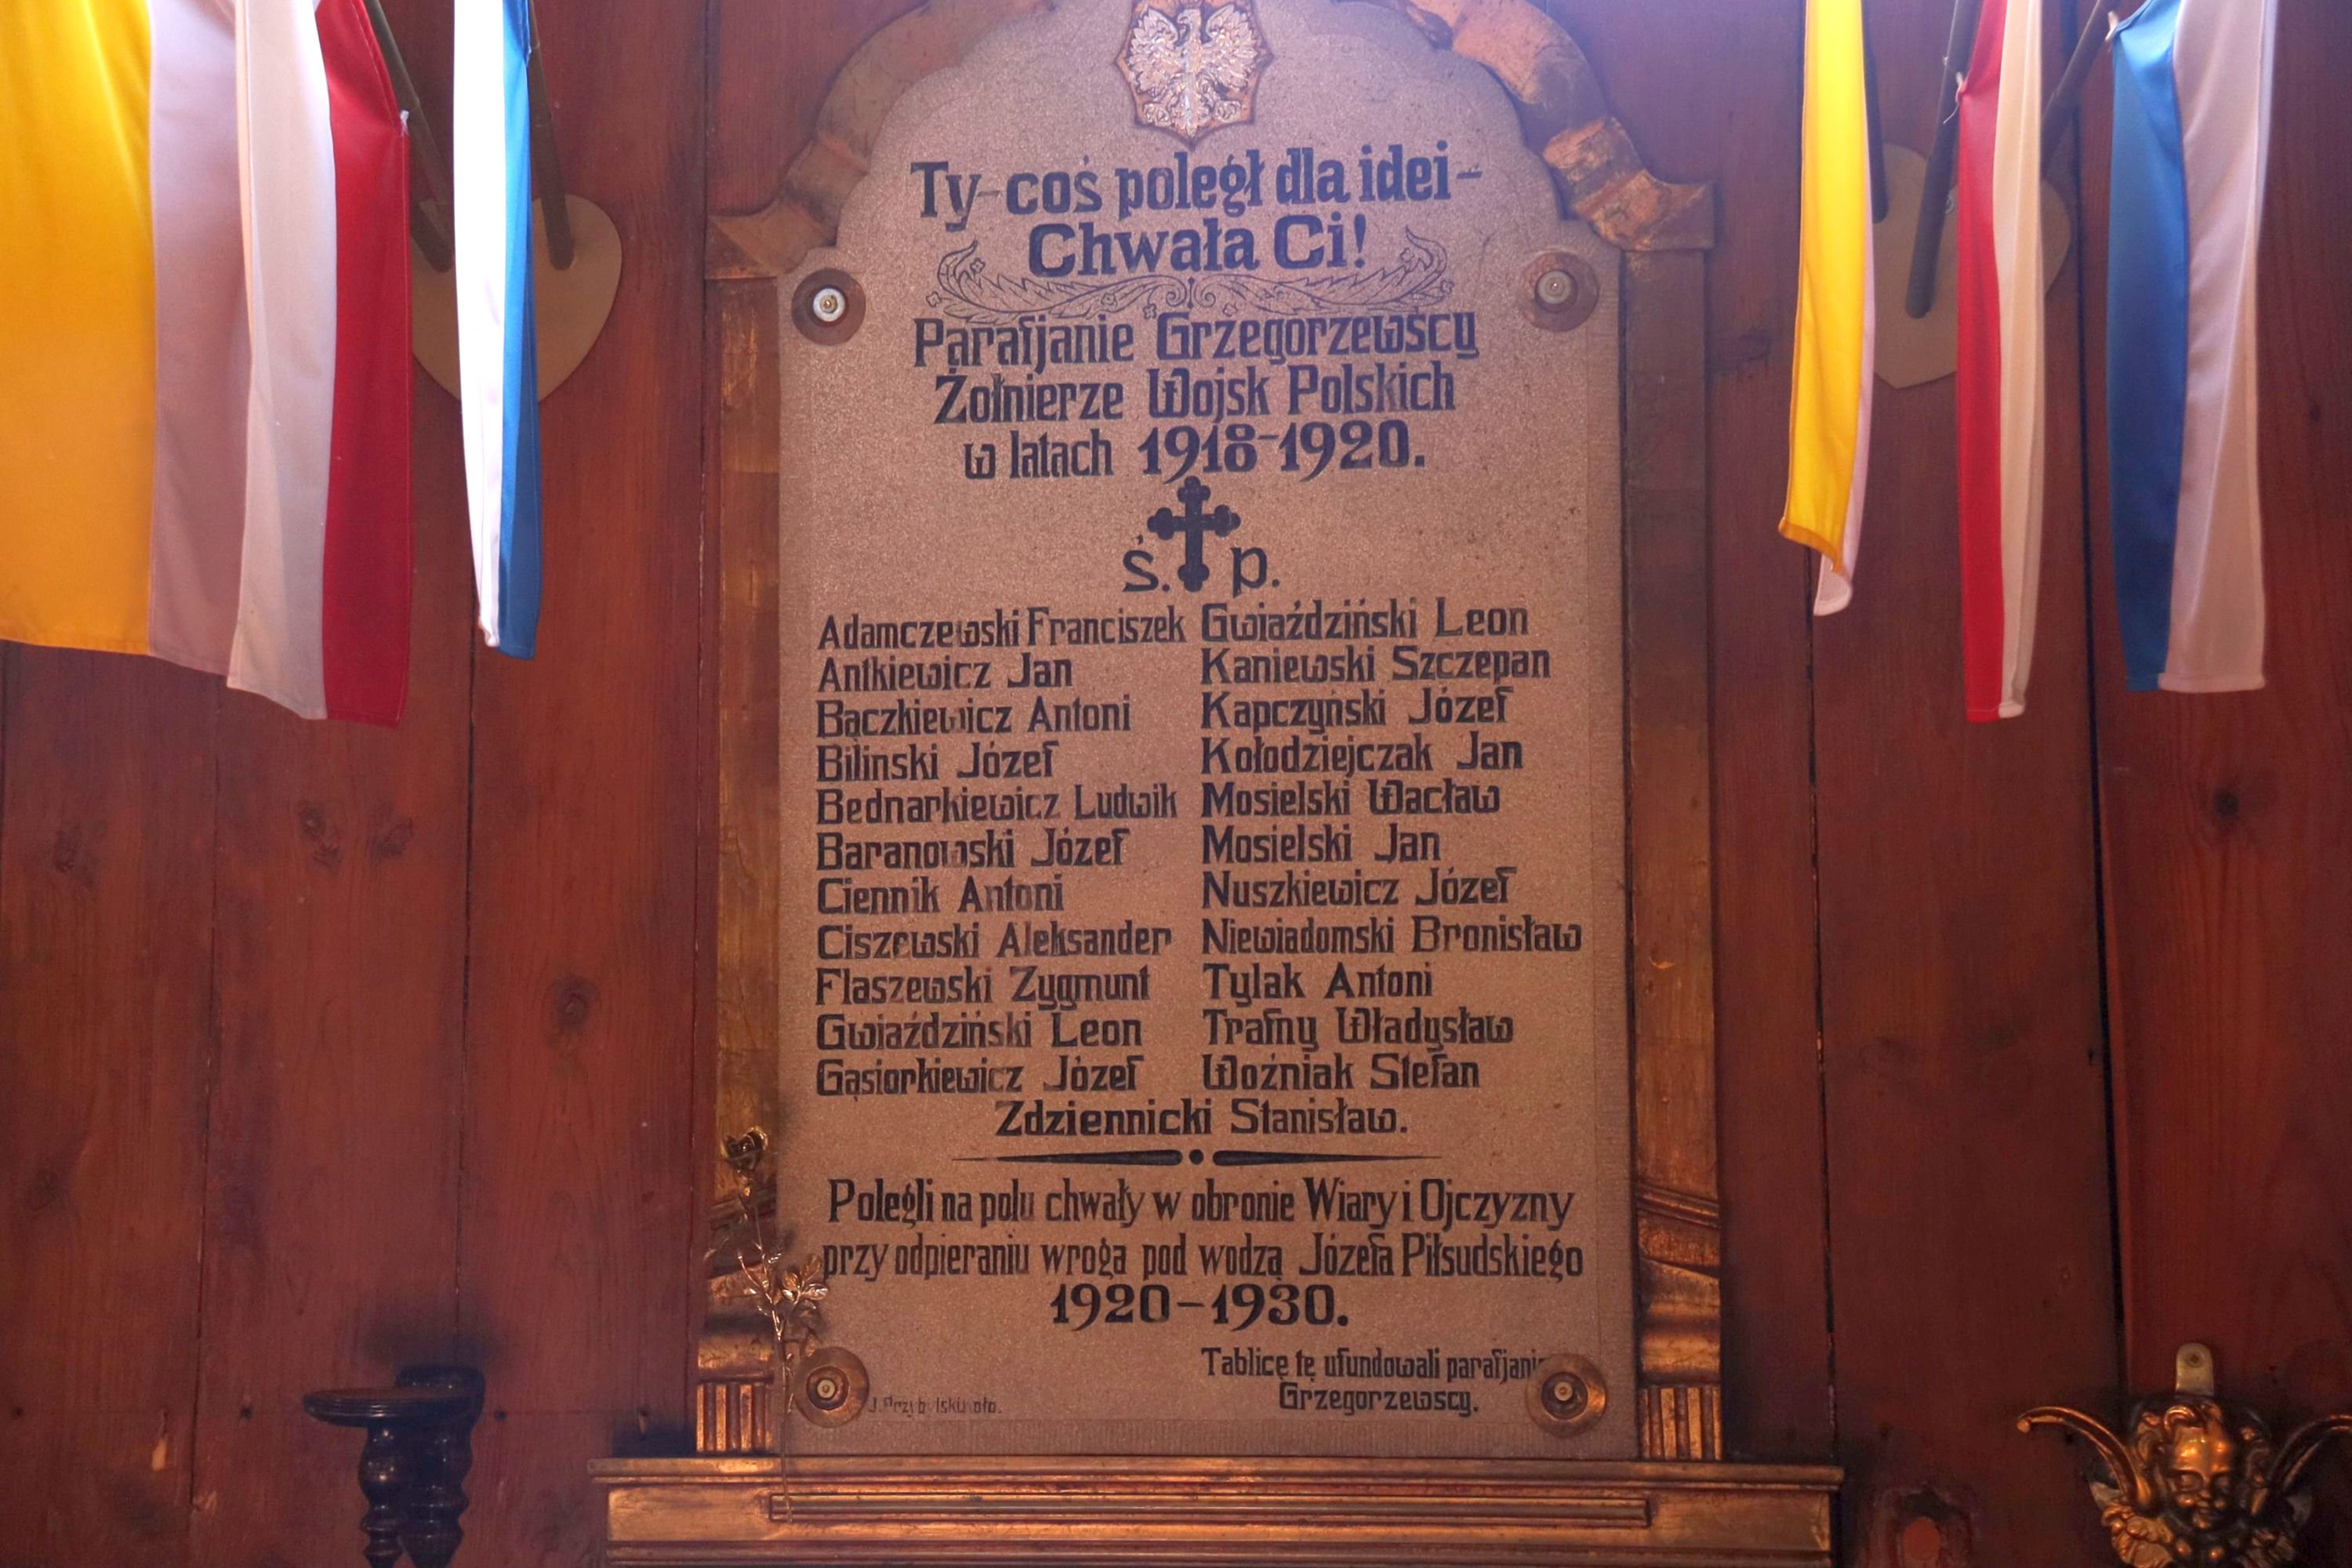 Ty-coś poległ dla idei-
Chwała Ci!
Parafjanie Grzegorzewscy
Żołnierze Wojsk Polskich
w latach 1918-1920.
ś. p.
Adamczewski Franciszek
Antkiewicz Jan
Bączkiewicz Antoni
Biliński Józef
Bednarkiewicz Ludwik
Baranowski Józef
Ciennik Antoni
Ciszewski Aleksander
Flaszewski Zygmunt
Gwiaździński Leon
Gąsiorkiewicz Józef
Gwiaździński Leon
Kaniewski Szczepan
Kapczyński Józef
Kołodziejczak Jan
Mosielski Wacław
Mosielski Jan
Nuszkiewicz Józef
Niewiadomski Bronisław
Tylak Antoni
Trafny Władysław
Woźniak Stefan
Zdziennicki Stanisław.
Polegli na polu chwały w obronie Wiary i Ojczyzny
przy odpieraniu wroga pod wodzą Józefa Piłsudskiego
1920-1930.
Tablicę tę ufundowali parafjanie
Grzegorzewscy.